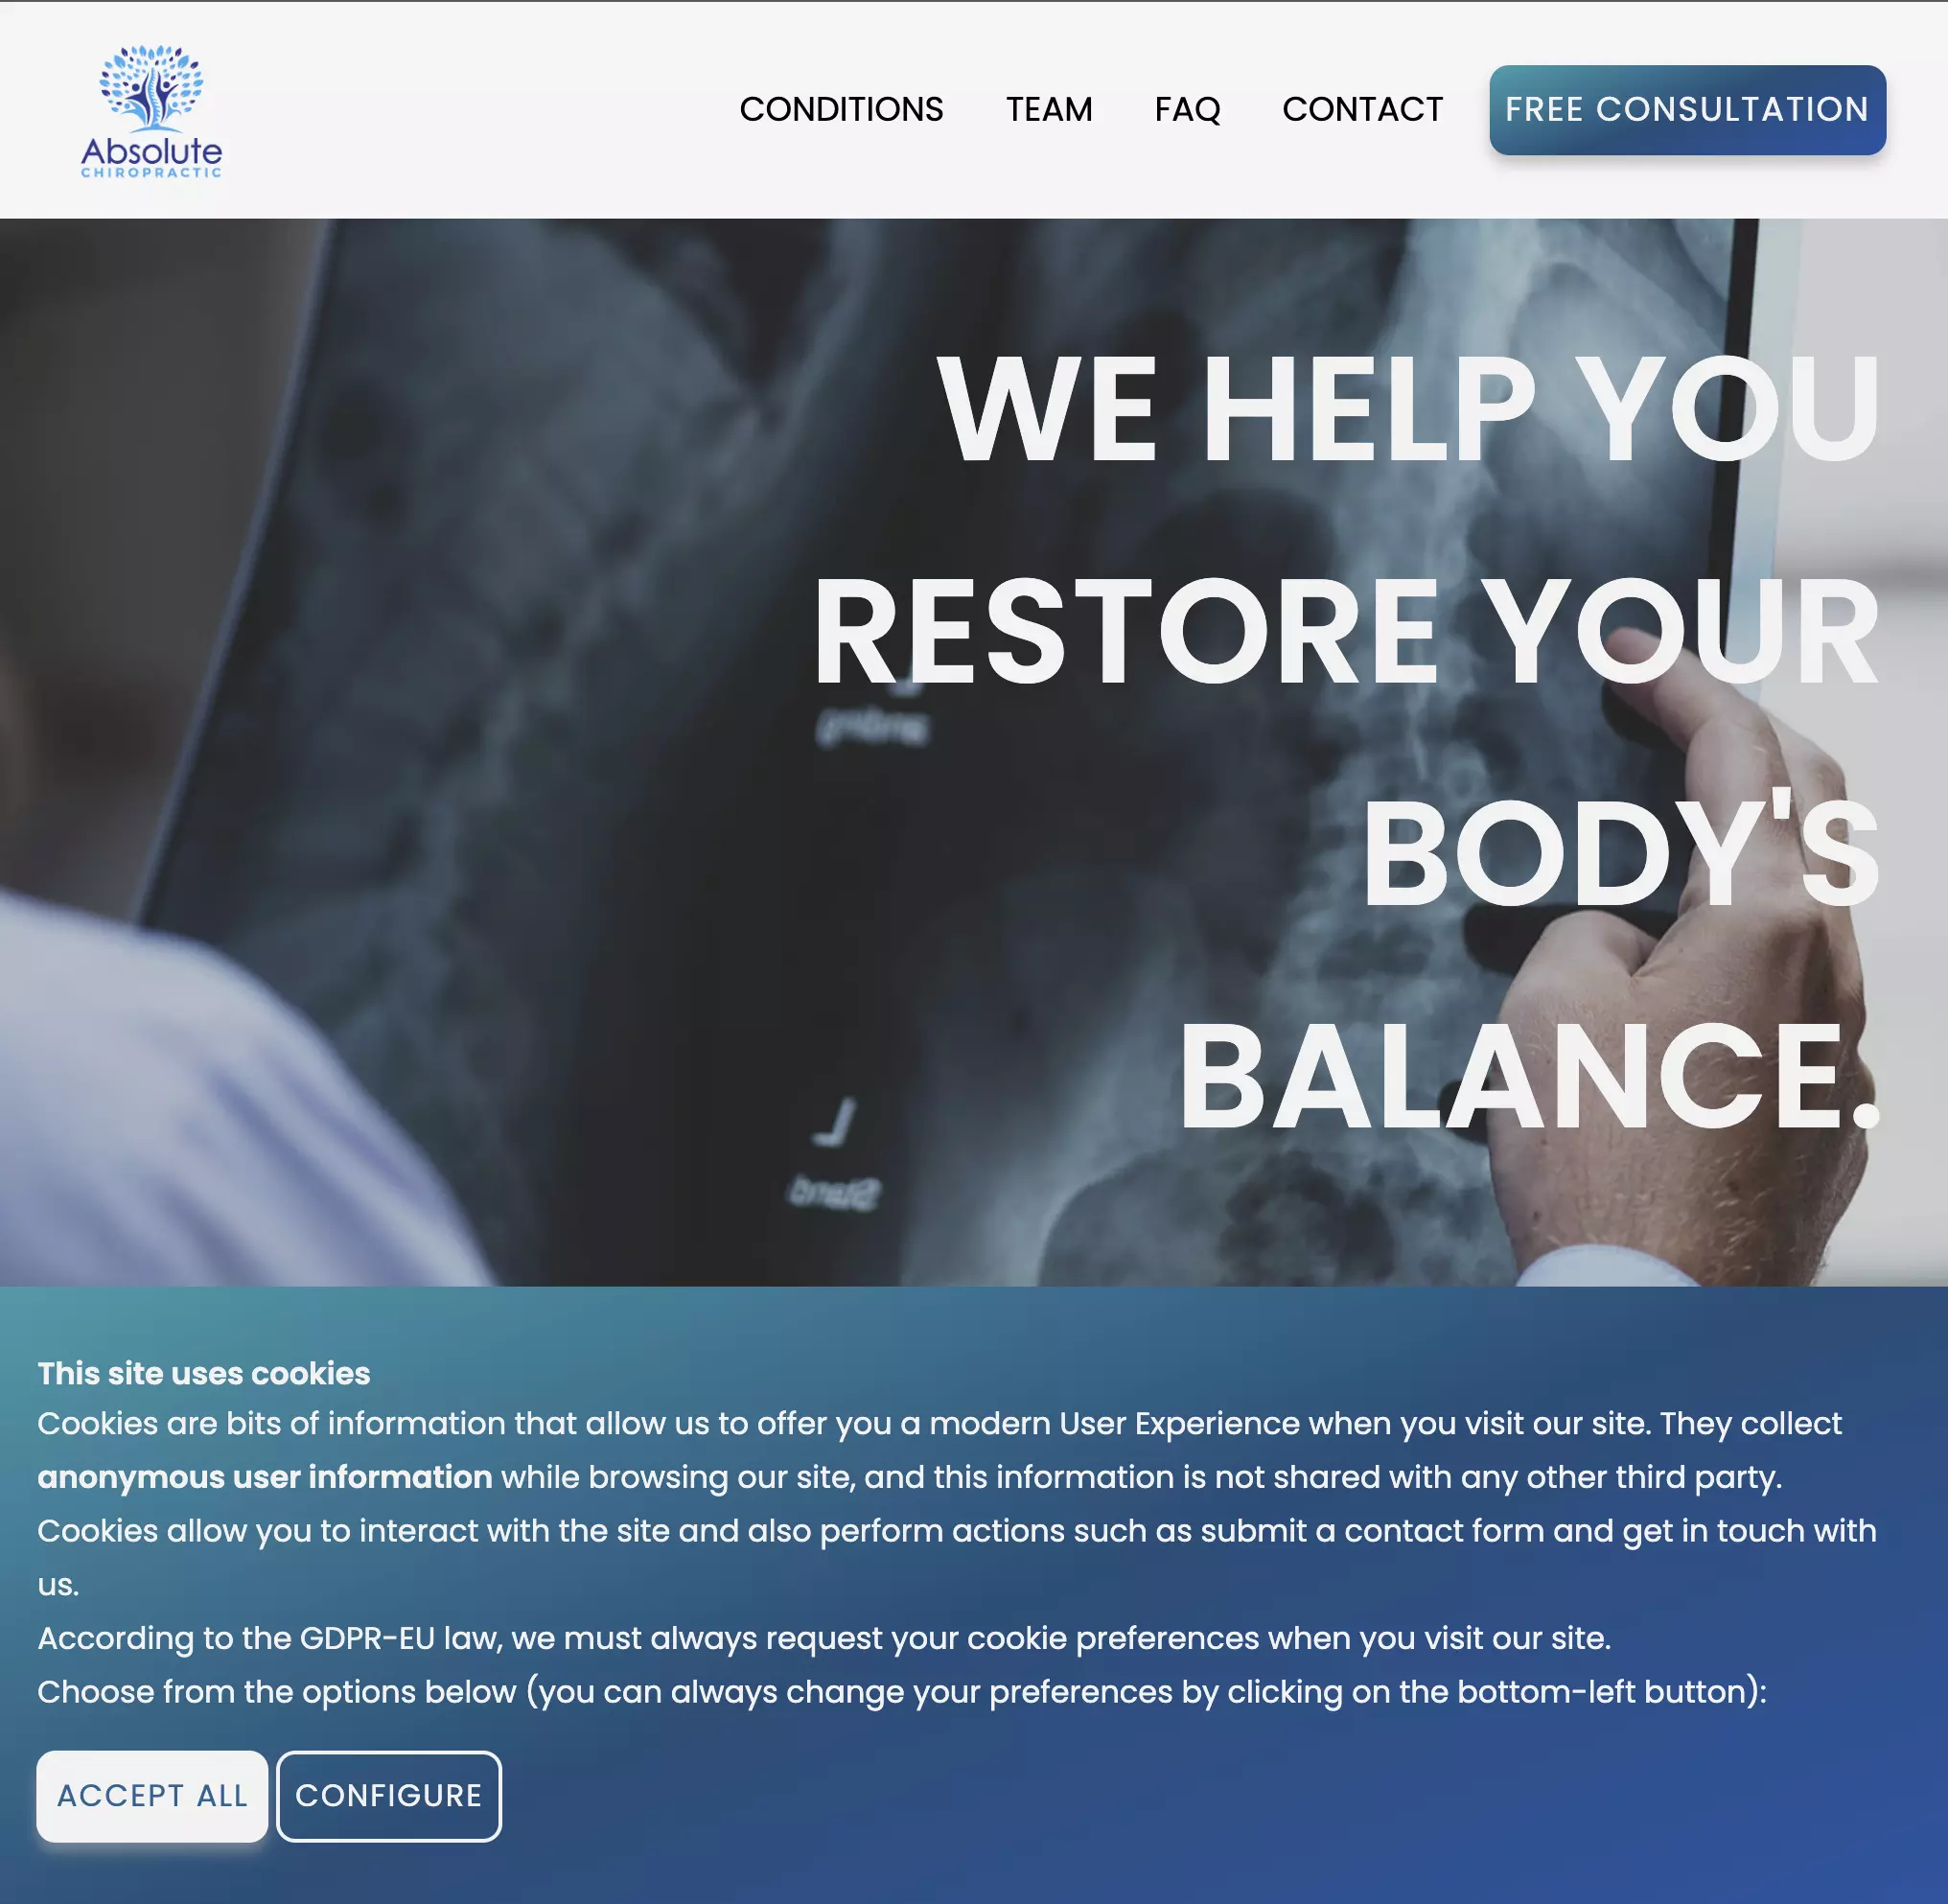 Absolute
CHIROPRACTIC
CONDITIONS TEAM FAQ CONTACT FREE CONSULTATION
WE HELP YOU
RESTORE YOUR
BODY'S
BALANCE.
L
This site uses cookies
Cookies are bits of information that allow us to offer you a modern User Experience when you visit our site. They collect
anonymous user information while browsing our site, and this information is not shared with any other third party.
Cookies allow you to interact with the site and also perform actions such as submit a contact form and get in touch with
us.
According to the GDPR-EU law, we must always request your cookie preferences when you visit our site.
Choose from the options below (you can always change your preferences by clicking on the bottom-left button):
ACCEPT ALL CONFIGURE